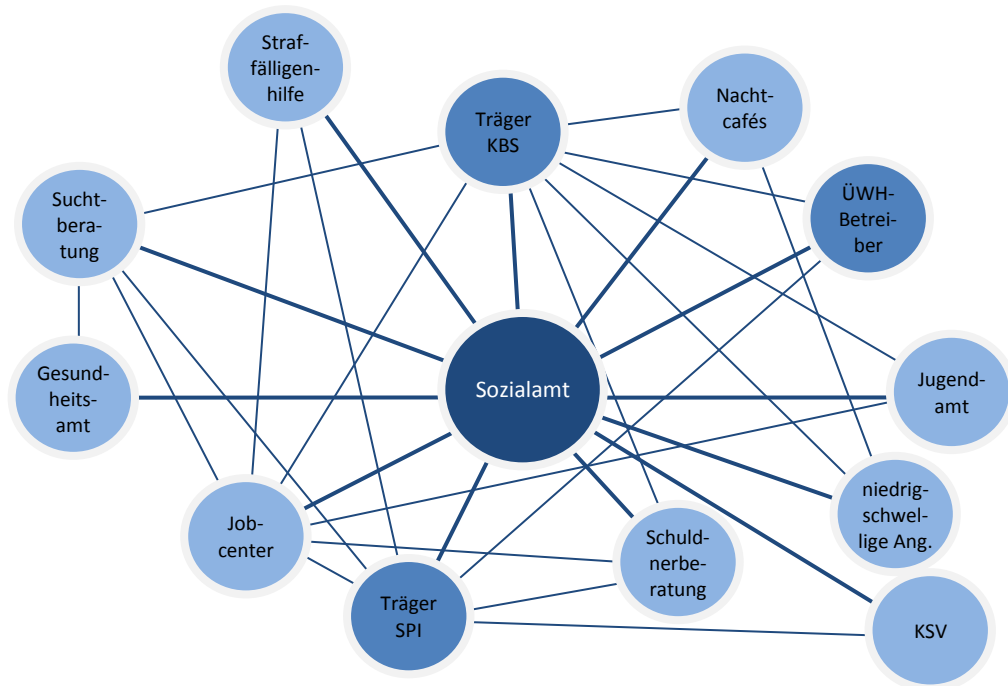 Straf-
fälligen-
hilfe
Träger
KBS
Nacht-
cafés
Sucht-
bera-
tung
ÜWH-
Betrei-
ber
Sozialamt
Gesund-
heits-
amt
Jugend-
amt
Job-
center
niedrig-
schwel-
lige Ang.
Schuld-
nerbe-
ratung
Träger
SPI
KSV